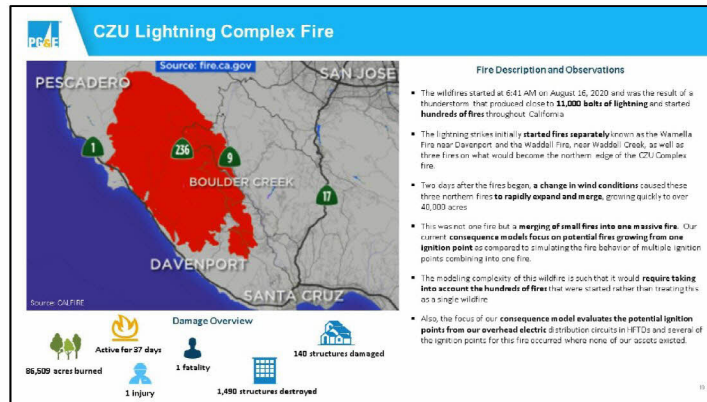 PG&E
CZU Lightning Complex Fire
Source: fire.ca.gov
PESCADERO
SAN JOSE
1
236
9
BOULDER CREEK
17
DAVENPORT
SANTA CRUZ
Source: CALFIRE
Damage Overview
86,509 acres burned
Active for 37 days
1 injury
1 fatality
1,490 structures destroyed
140 structures damaged
Fire Description and Observations
▪ The wildfires started at 6:41 AM on August 16, 2020 and was the result of a
thunderstorm that produced close to 11,000 bolts of lightning and started
hundreds of fires throughout California
▪ The lightning strikes initially started fires separately known as the Warnella
Fire near Davenport and the Waddell Fire, near Waddell Creek, as well as
three fires on what would become the northern edge of the CZU Complex
fire.
▪ Two days after the fires began, a change in wind conditions caused these
three northern fires to rapidly expand and merge, growing quickly to over
40,000 acres
▪ This was not one fire but a merging of small fires into one massive fire. Our
current consequence models focus on potential fires growing from one
ignition point as compared to simulating the fire behavior of multiple ignition
points combining into one fire.
▪ The modeling complexity of this wildfire is such that it would require taking
into account the hundreds of fires that were started rather than treating this
as a single wildfire
▪ Also, the focus of our consequence model evaluates the potential ignition
points from our overhead electric distribution circuits in HFTDs and several of
the ignition points for this fire occurred where none of our assets existed.